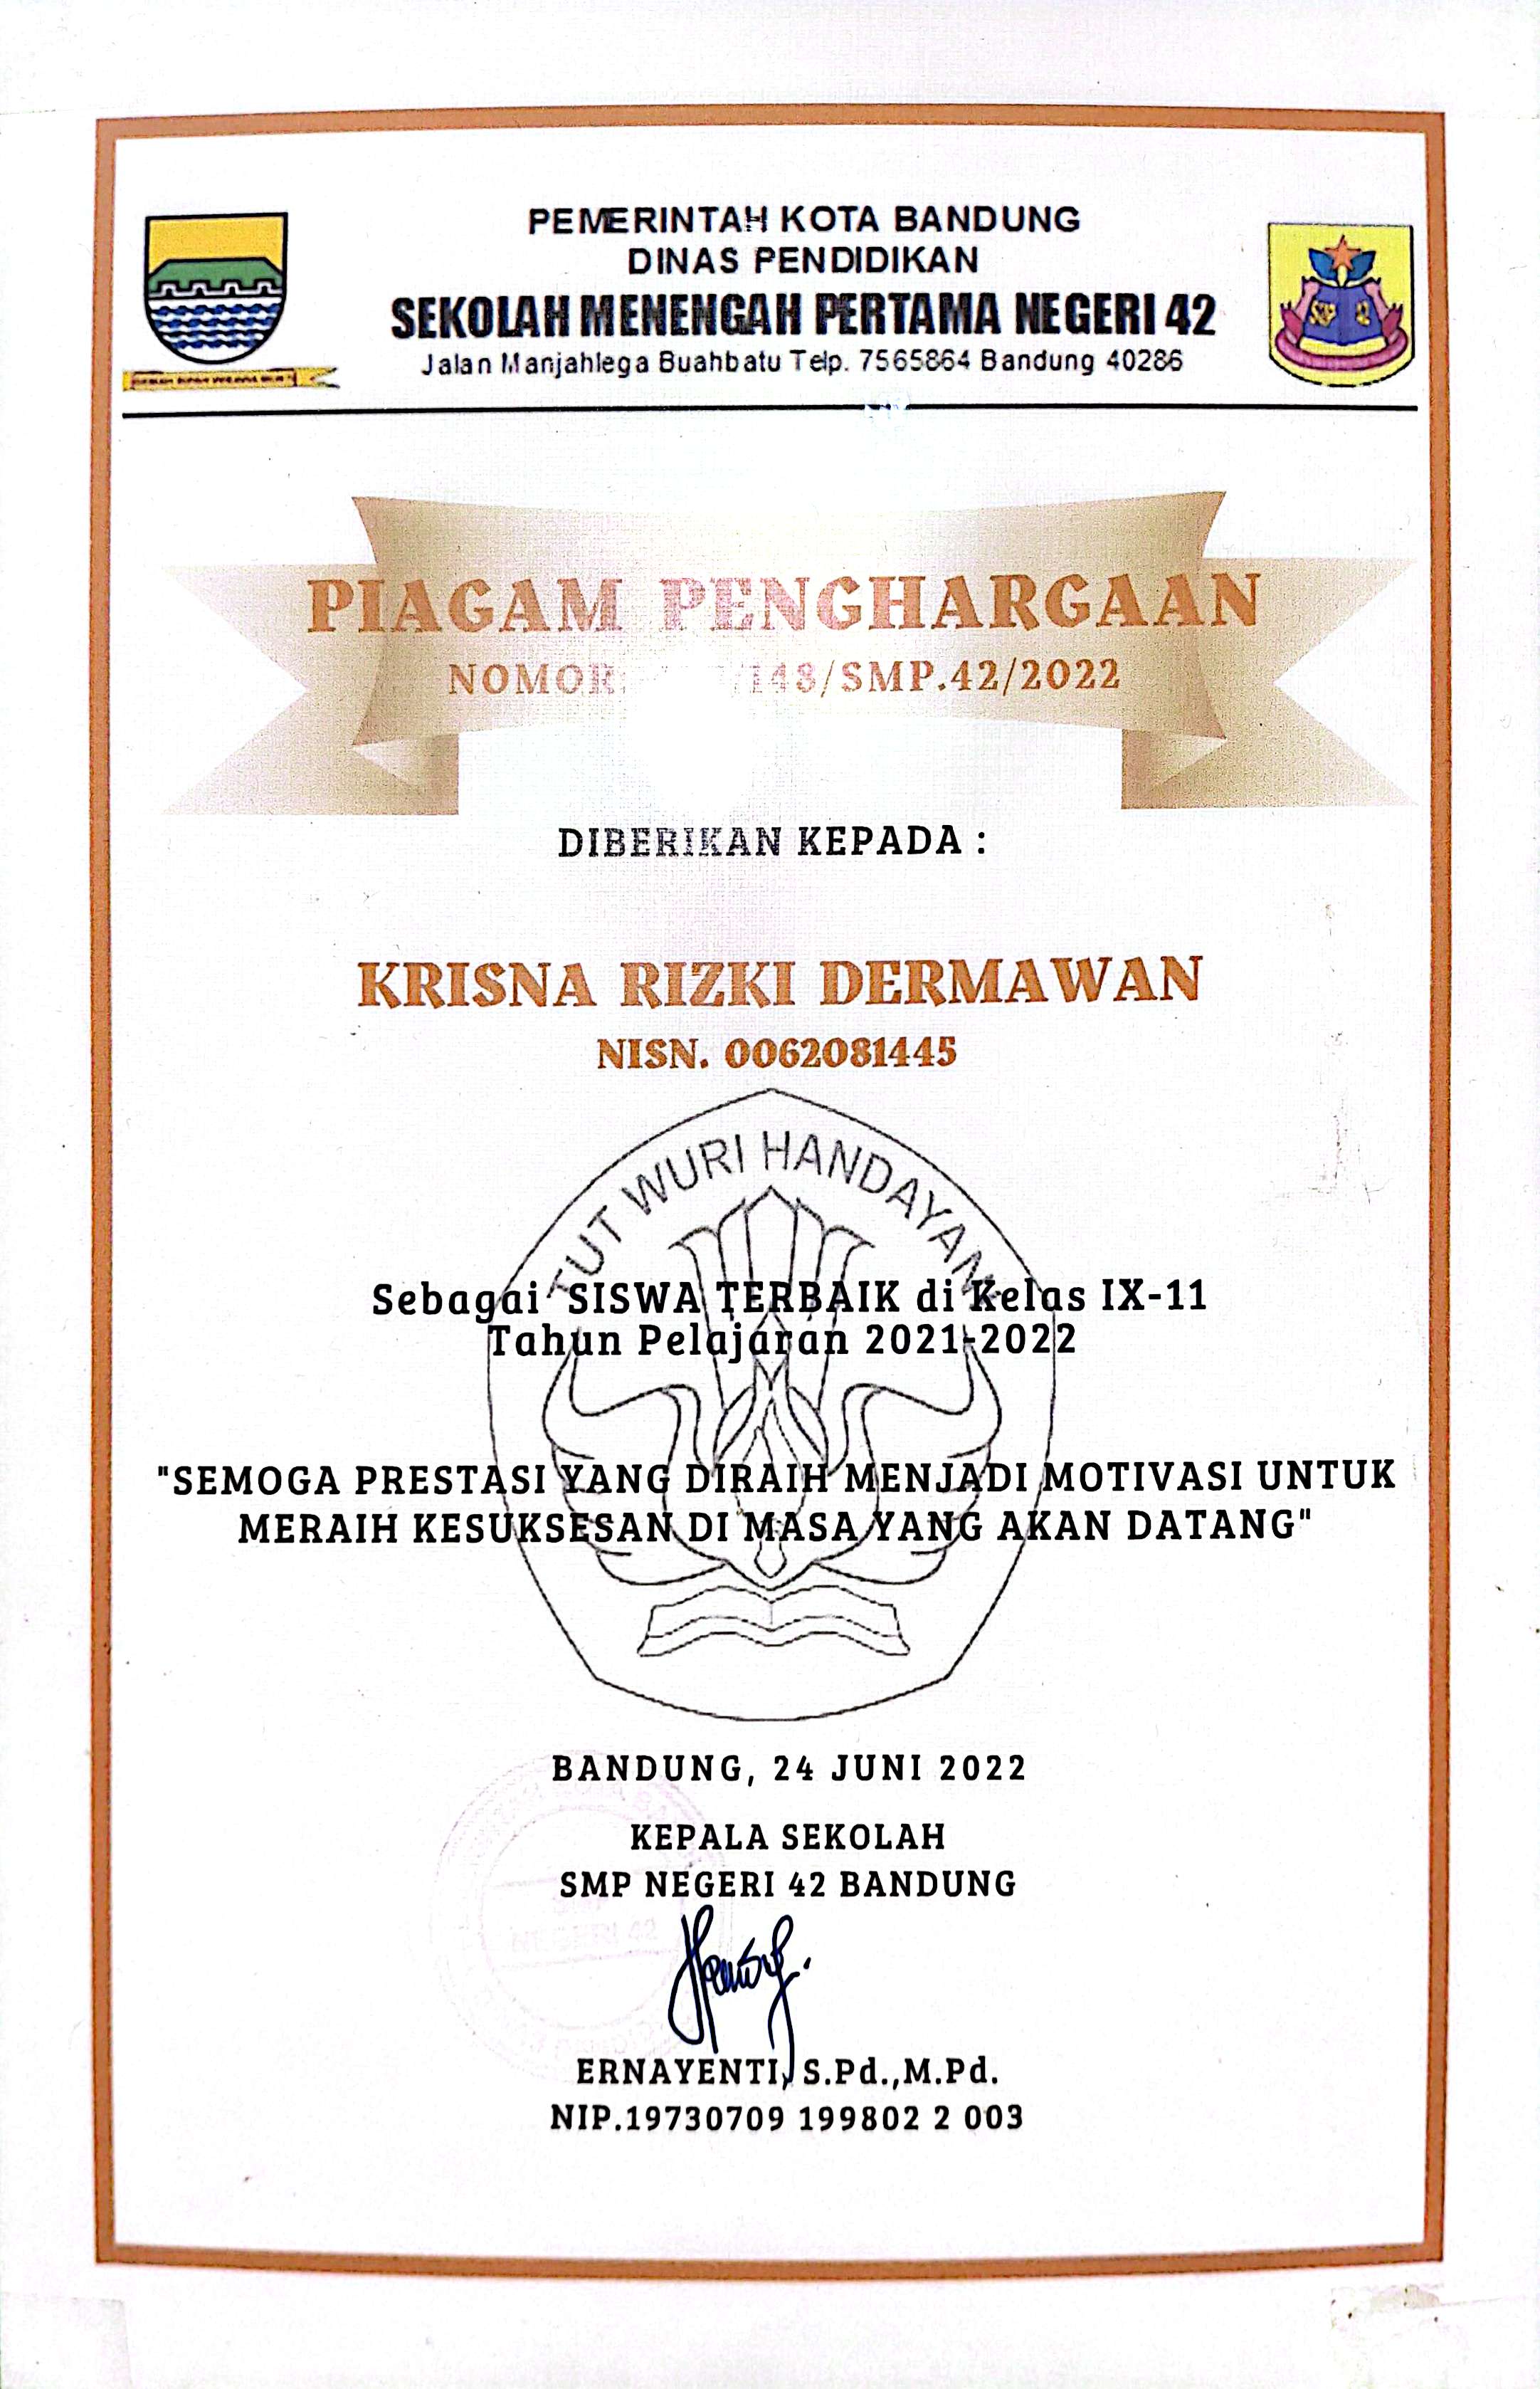 PEMERINTAH KOTA BANDUNG
DINAS PENDIDIKAN
SEKOLAH MENENGAH PERTAMA NEGERI 42
Jalan Manjahlega Buahbatu Telp. 7565864 Bandung 40286
SMP 42
PIAGAM PENGHARGAAN
NOMOR: /148/SMP.42/2022
DIBERIKAN KEPADA :
KRISNA RIZKI DERMAWAN
NISN. 0062081445
TUT WURI HANDAYANI
Sebagai SISWA TERBAIK di Kelas IX-11
Tahun Pelajaran 2021-2022
"SEMOGA PRESTASI YANG DIRAIH MENJADI MOTIVASI UNTUK
MERAIH KESUKSESAN DI MASA YANG AKAN DATANG"
BANDUNG, 24 JUNI 2022
KEPALA SEKOLAH
SMP NEGERI 42 BANDUNG
NEGERI 42
ERNAYENTI, S.Pd.,M.Pd.
NIP.19730709 199802 2 003